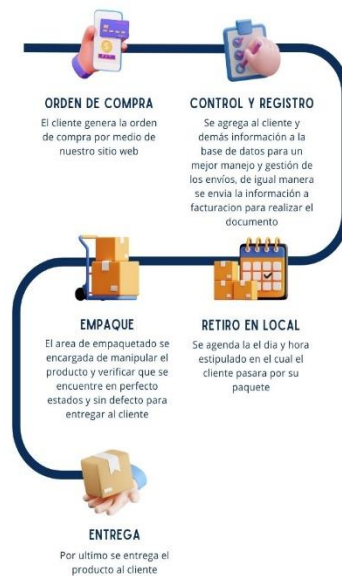 ORDEN DE COMPRA
El cliente genera la orden
de compra por medio de
nuestro sitio web
CONTROL Y REGISTRO
Se agrega al cliente y
demás información a la
base de datos para un
mejor manejo y gestión de
los envíos, de igual manera
se envia la información a
facturacion para realizar el
documento
EMPAQUE
El area de empaquetado se
encargada de manipular el
producto y verificar que se
encuentre en perfecto
estados y sin defecto para
entregar al cliente
RETIRO EN LOCAL
Se agenda la el dia y hora
estipulado en el cual el
cliente pasara por su
paquete
ENTREGA
Por ultimo se entrega el
producto al cliente